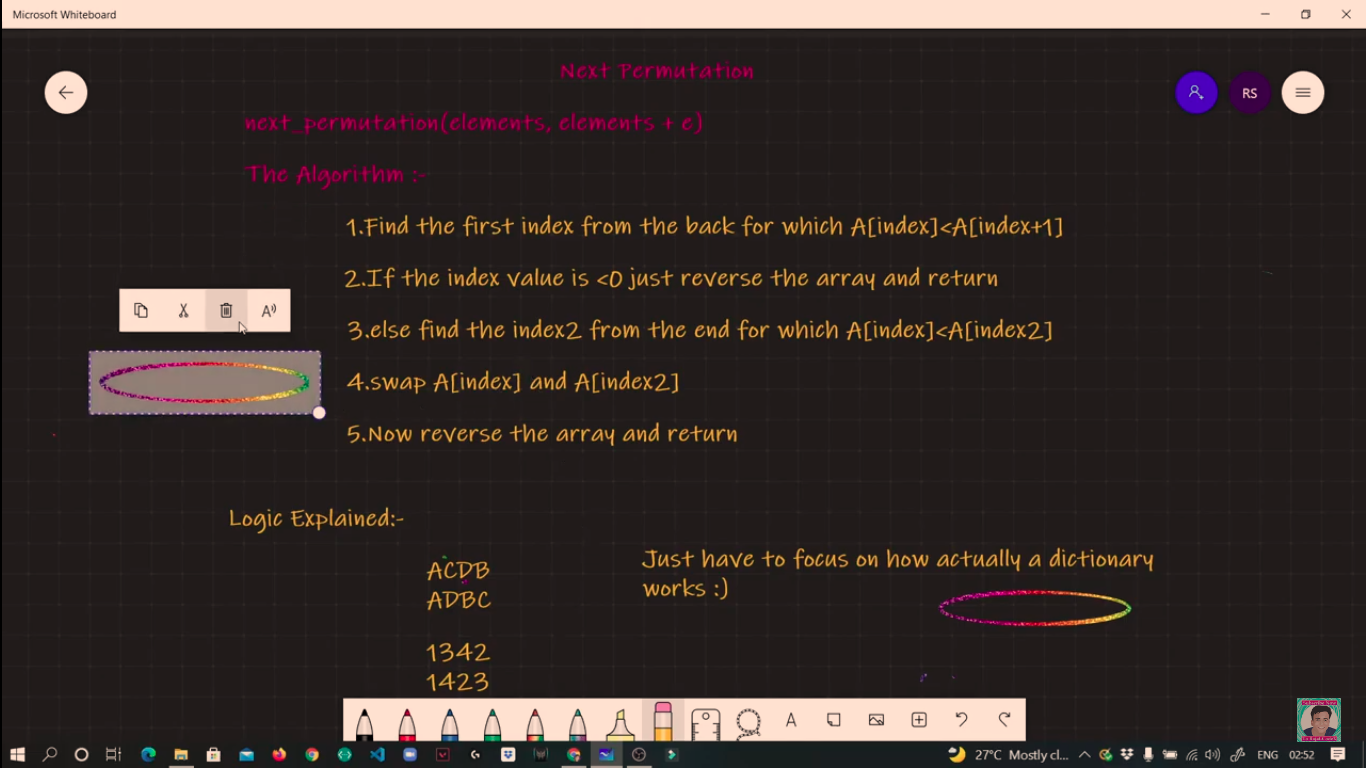 Microsoft Whiteboard
Next Permutation
RS
next_permutation(elements, elements + e)
The Algorithm :-
1.Find the first index from the back for which A[index]<A[index+1]
2.If the index value is <0 just reverse the array and return
3.else find the index2 from the end for which A[index]<A[index2]
4.swap A[index] and A[index2]
5.Now reverse the array and return
Logic Explained:-
ACDB
ADBC
1342
1423
Just have to focus on how actually a dictionary
works :)
27°C Mostly cl...
ENG
02:52